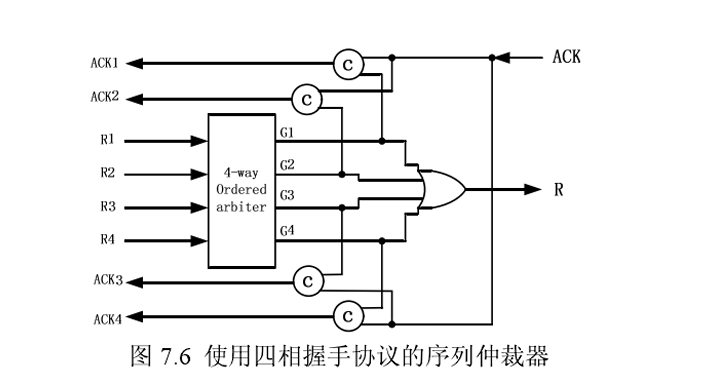 ACK1
C
ACK
ACK2
C
R1
G1
R2
4-way
G2
Ordered
R
R3
arbiter
G3
R4
G4
ACK3
C
ACK4
C
图 7.6 使用四相握手协议的序列仲裁器